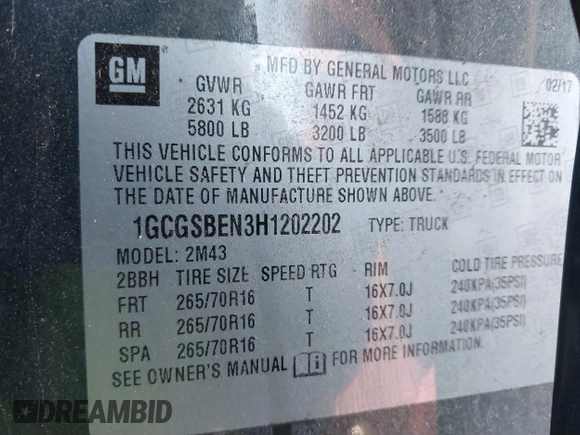 GM
MFD BY GENERAL MOTORS LLC
02/17
GVWR GAWR FRT GAWR RR
2631 KG 1452 KG 1588 KG
5800 LB 3200 LB 3500 LB
THIS VEHICLE CONFORMS TO ALL APPLICABLE U.S. FEDERAL MOTOR
VEHICLE SAFETY AND THEFT PREVENTION STANDARDS IN EFFECT ON
THE DATE OF MANUFACTURE SHOWN ABOVE.
1GCGSBEN3H1202202 TYPE: TRUCK
MODEL: 2M43
2BBH TIRE SIZE SPEED RTG RIM COLD TIRE PRESSURE
FRT 265/70R16 T 16X7.0J 240KPA(35PSI)
RR 265/70R16 T 16X7.0J 240KPA(35PSI)
SPA 265/70R16 T 16X7.0J 240KPA(35PSI)
SEE OWNER'S MANUAL FOR MORE INFORMATION.
DREAMBID